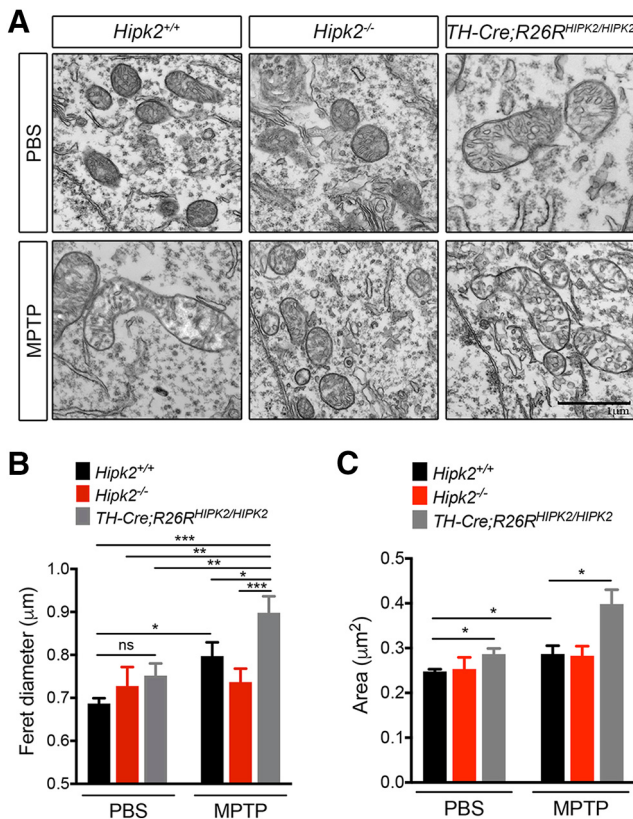 A
Hipk2+/+
Hipk2-/-
TH-Cre;R26RHIPK2/HIPK2
PBS
MPTP
1μm
B
Hipk2+/+
Hipk2-/-
TH-Cre;R26RHIPK2/HIPK2
***
**
**
*
***
*
ns
Feret diameter (μm)
1.0
0.9
0.8
0.7
0.6
0.5
PBS
MPTP
C
Hipk2+/+
Hipk2-/-
TH-Cre;R26RHIPK2/HIPK2
*
*
*
Area (μm2)
0.5
0.4
0.3
0.2
0.1
0.0
PBS
MPTP